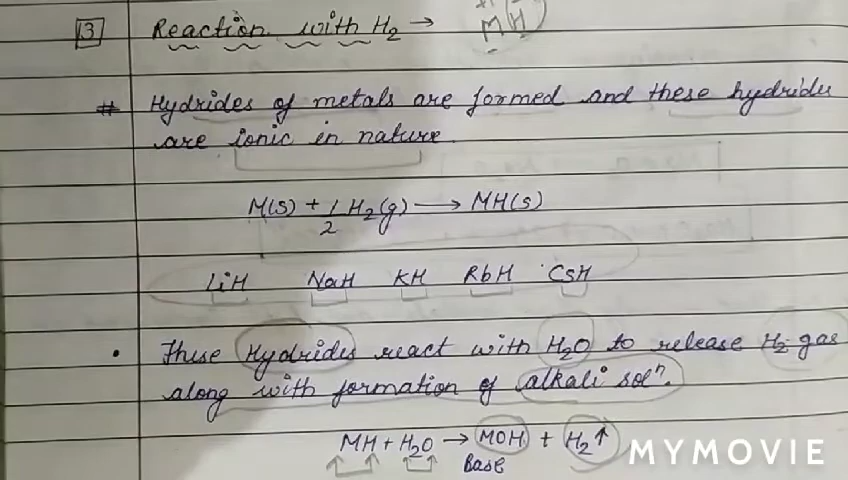 3 Reaction with H2 → MH
# Hydrides of metals are formed and these hydrides
are ionic in nature.
M(s) + 1/2 H2(g) → MH(s)
LiH NaH KH RbH CsH
• These Hydrides react with H2O to release H2 gas
along with formation of alkali solⁿ.
MH + H2O → MOH + H2↑
Base
MYMOVIE